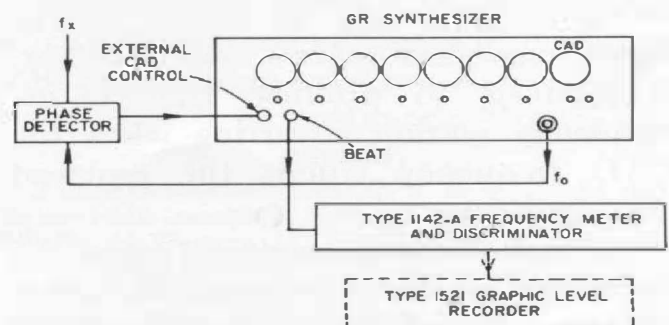 GR SYNTHESIZER
fx
EXTERNAL
CAD
CONTROL
CAD
PHASE
DETECTOR
BEAT
fo
TYPE 1142-A FREQUENCY METER
AND DISCRIMINATOR
TYPE 1521 GRAPHIC LEVEL
RECORDER